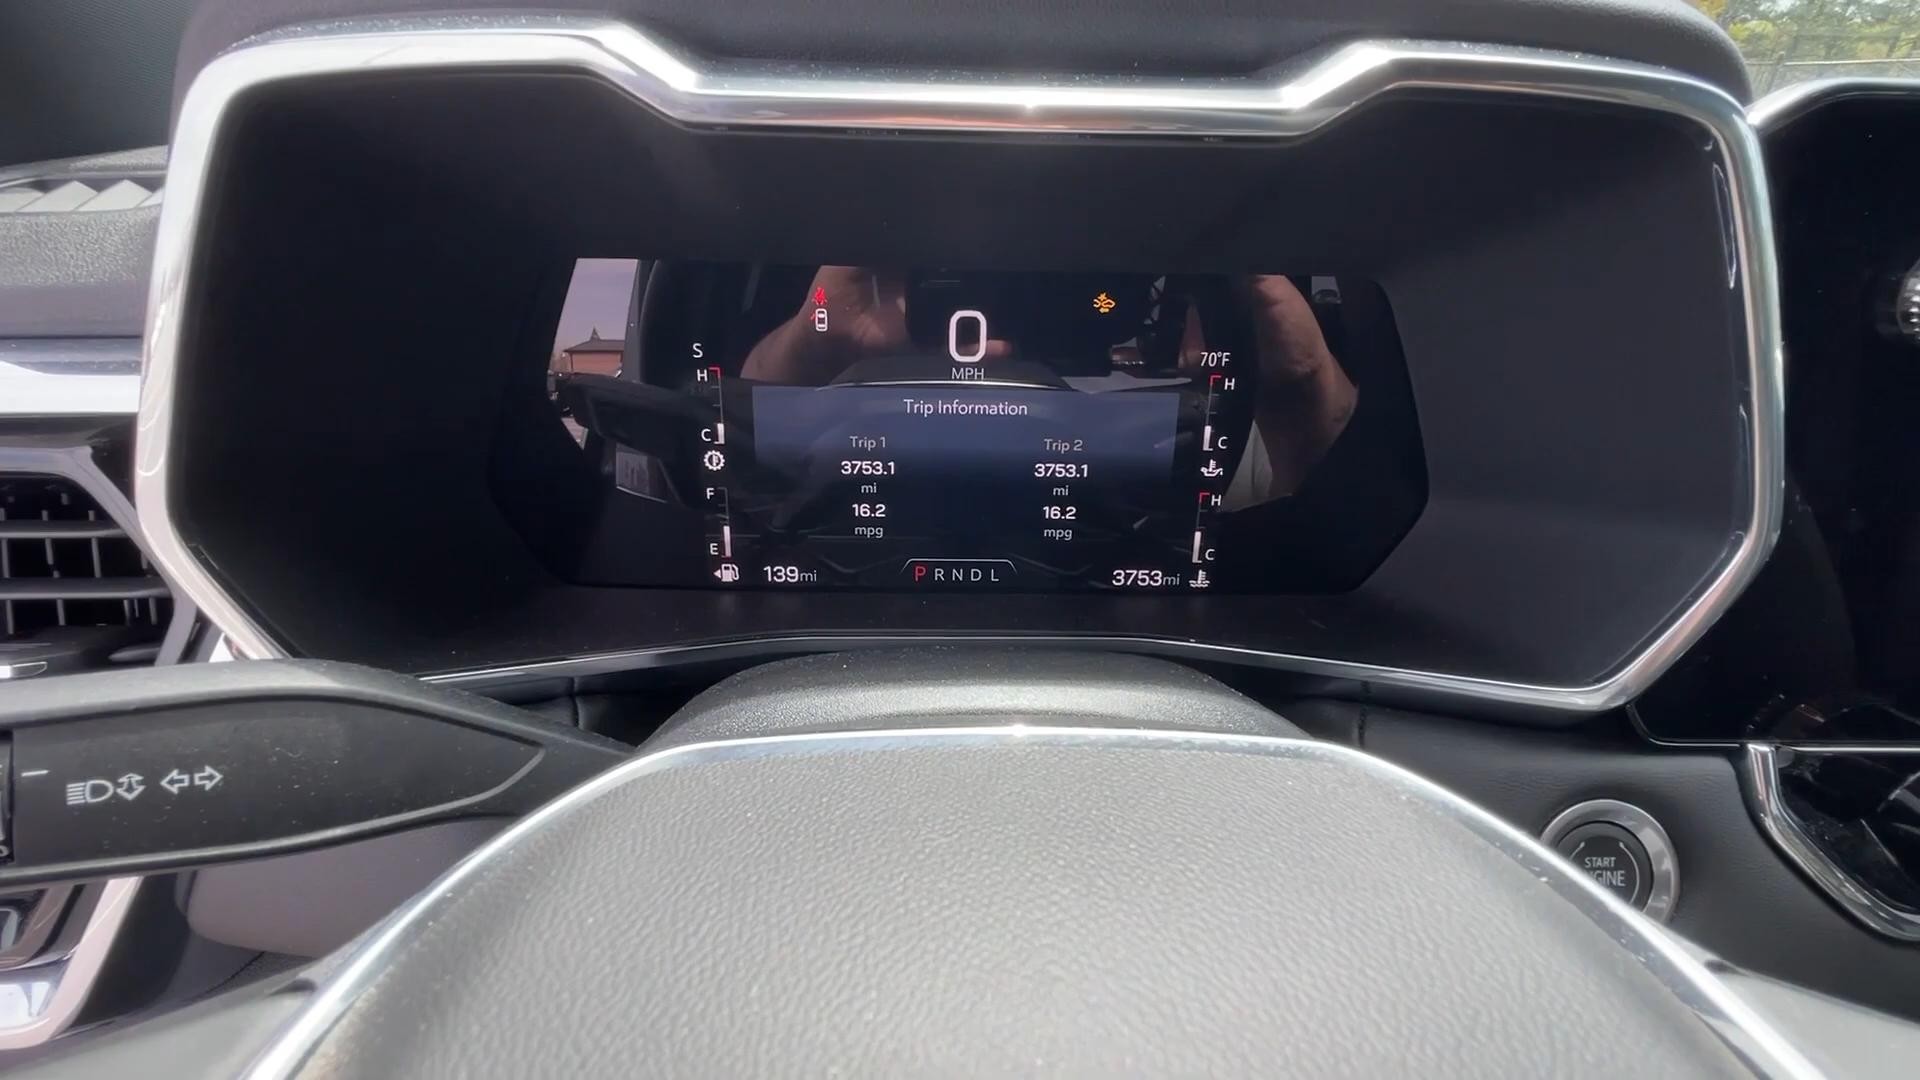 0
MPH
S
70°F
H
H
C
C
Trip Information
Trip 1
Trip 2
3753.1
3753.1
mi
mi
16.2
16.2
mpg
mpg
F
H
E
C
139mi
PRNDL
3753mi
START